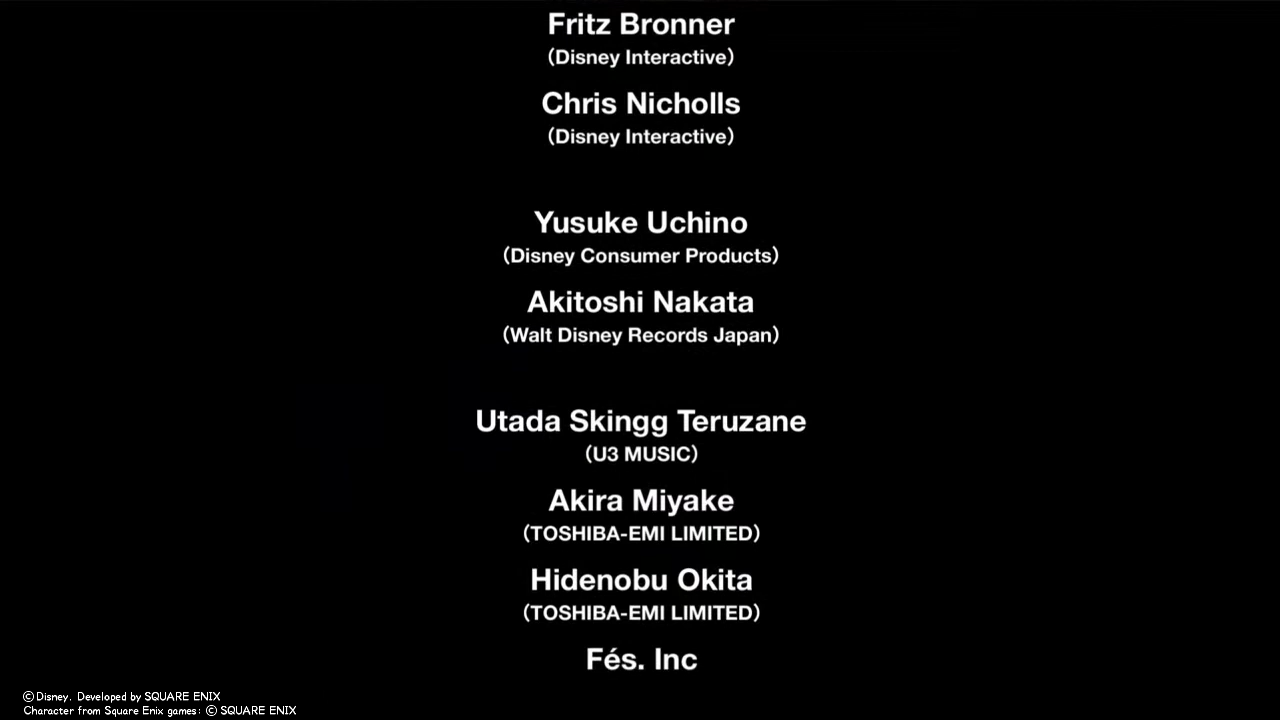 Fritz Bronner
(Disney Interactive)
Chris Nicholls
(Disney Interactive)
Yusuke Uchino
(Disney Consumer Products)
Akitoshi Nakata
(Walt Disney Records Japan)
Utada Skingg Teruzane
(U3 MUSIC)
Akira Miyake
(TOSHIBA-EMI LIMITED)
Hidenobu Okita
(TOSHIBA-EMI LIMITED)
Fés. Inc
©Disney. Developed by SQUARE ENIX
Character from Square Enix games: © SQUARE ENIX